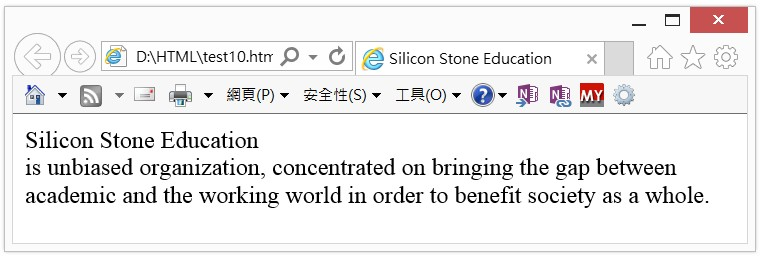 D:\HTML\test10.htm
Silicon Stone Education
網頁(P) 安全性(S) 工具(O) MY
Silicon Stone Education
is unbiased organization, concentrated on bringing the gap between
academic and the working world in order to benefit society as a whole.